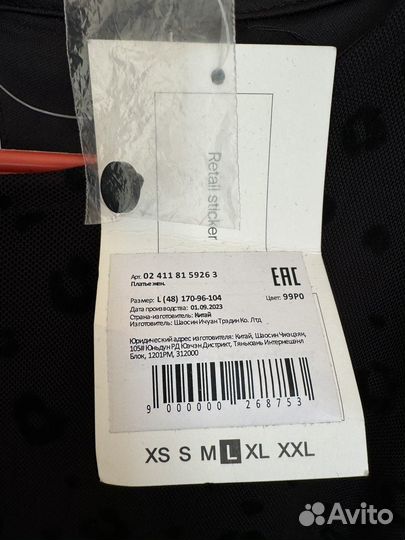 Retail sticker
Арт. 02 411 81 5926 3
Платье жен.
EAC
Размер: L (48) 170-96-104
Дата производства: 01.09.2023
Цвет: 99P0
Страна-изготовитель: Китай
Изготовитель: Шаосин Ичуан Трэдин Ко. Лтд
Юридический адрес изготовителя: Китай, Шаосин Чжэцзян,
105# Юньдун РД Юэчэн Дистрикт, Тяньюань Интернешнл
Блок, 1201РМ, 312000
9 000000 268753
XS S M L XL XXL
Avito